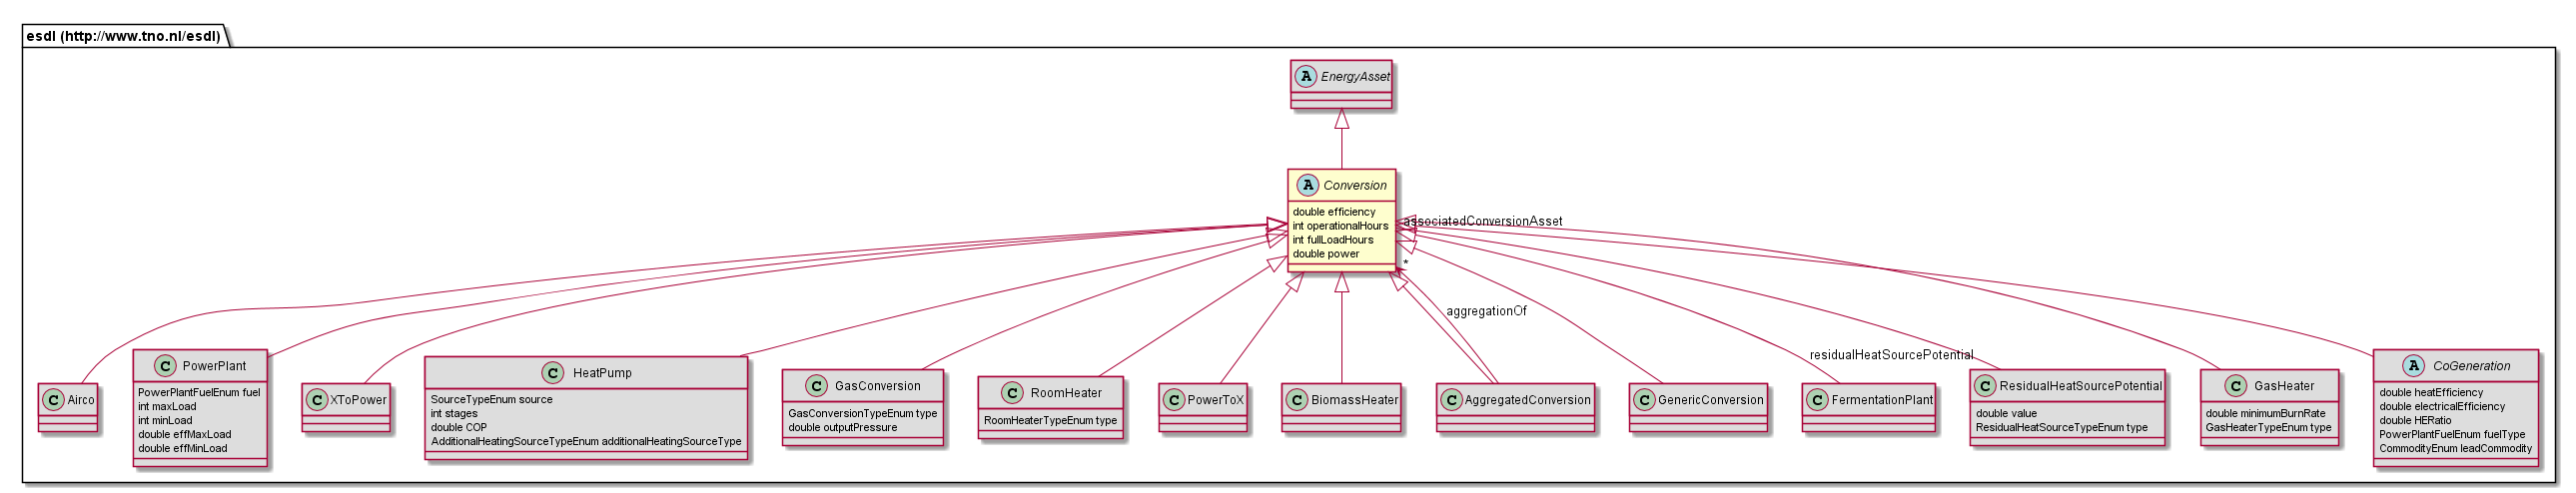 esdl (http://www.tno.nl/esdl)
A EnergyAsset
A Conversion
double efficiency
int operationalHours
int fullLoadHours
double power
associatedConversionAsset
*
aggregationOf
residualHeatSourcePotential
C Airco
C PowerPlant
PowerPlantFuelEnum fuel
int maxLoad
int minLoad
double effMaxLoad
double effMinLoad
C XToPower
C HeatPump
SourceTypeEnum source
int stages
double COP
AdditionalHeatingSourceTypeEnum additionalHeatingSourceType
C GasConversion
GasConversionTypeEnum type
double outputPressure
C RoomHeater
RoomHeaterTypeEnum type
C PowerToX
C BiomassHeater
C AggregatedConversion
C GenericConversion
C FermentationPlant
C ResidualHeatSourcePotential
double value
ResidualHeatSourceTypeEnum type
C GasHeater
double minimumBurnRate
GasHeaterTypeEnum type
A CoGeneration
double heatEfficiency
double electricalEfficiency
double HERatio
PowerPlantFuelEnum fuelType
CommodityEnum leadCommodity